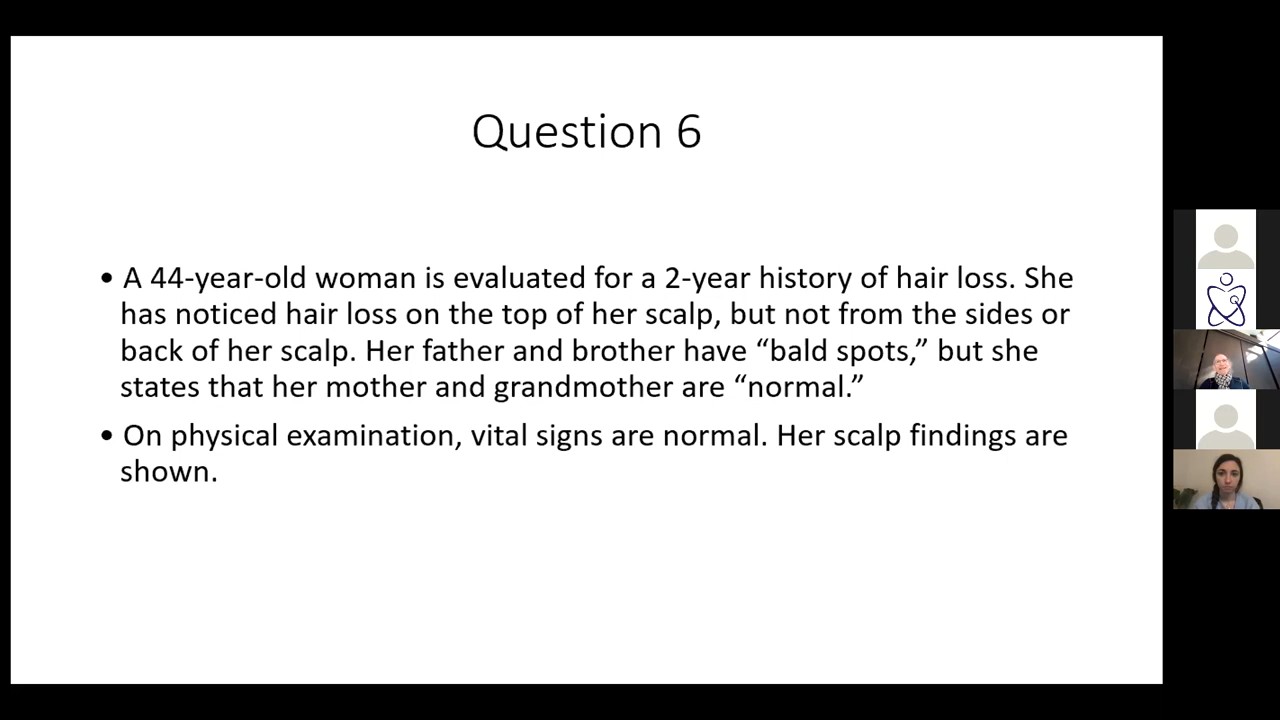 Question 6
• A 44-year-old woman is evaluated for a 2-year history of hair loss. She
has noticed hair loss on the top of her scalp, but not from the sides or
back of her scalp. Her father and brother have “bald spots,” but she
states that her mother and grandmother are “normal.”
• On physical examination, vital signs are normal. Her scalp findings are
shown.